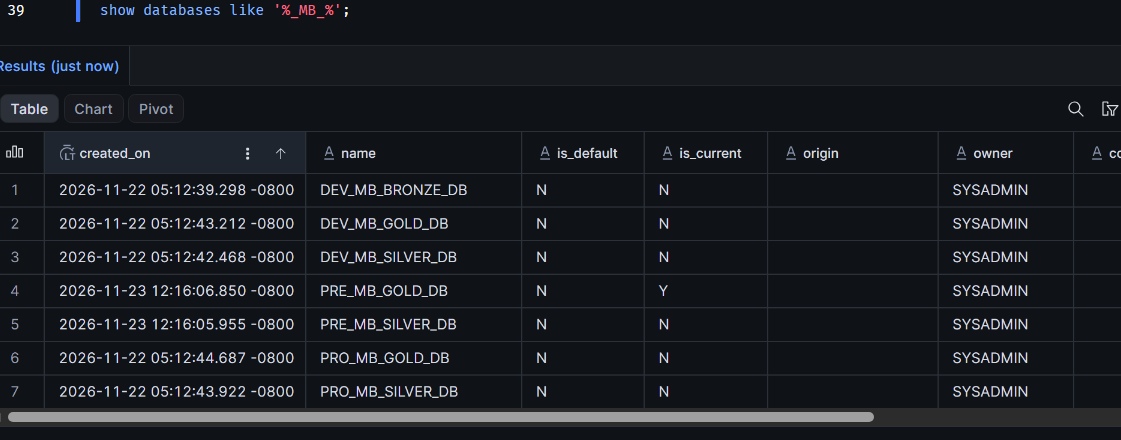 39 show databases like '%_MB_%';
Results (just now)
Table Chart Pivot
created_on name is_default is_current origin owner
1 2026-11-22 05:12:39.298 -0800 DEV_MB_BRONZE_DB N N SYSADMIN
2 2026-11-22 05:12:43.212 -0800 DEV_MB_GOLD_DB N N SYSADMIN
3 2026-11-22 05:12:42.468 -0800 DEV_MB_SILVER_DB N N SYSADMIN
4 2026-11-23 12:16:06.850 -0800 PRE_MB_GOLD_DB N Y SYSADMIN
5 2026-11-23 12:16:05.955 -0800 PRE_MB_SILVER_DB N N SYSADMIN
6 2026-11-22 05:12:44.687 -0800 PRO_MB_GOLD_DB N N SYSADMIN
7 2026-11-22 05:12:43.922 -0800 PRO_MB_SILVER_DB N N SYSADMIN